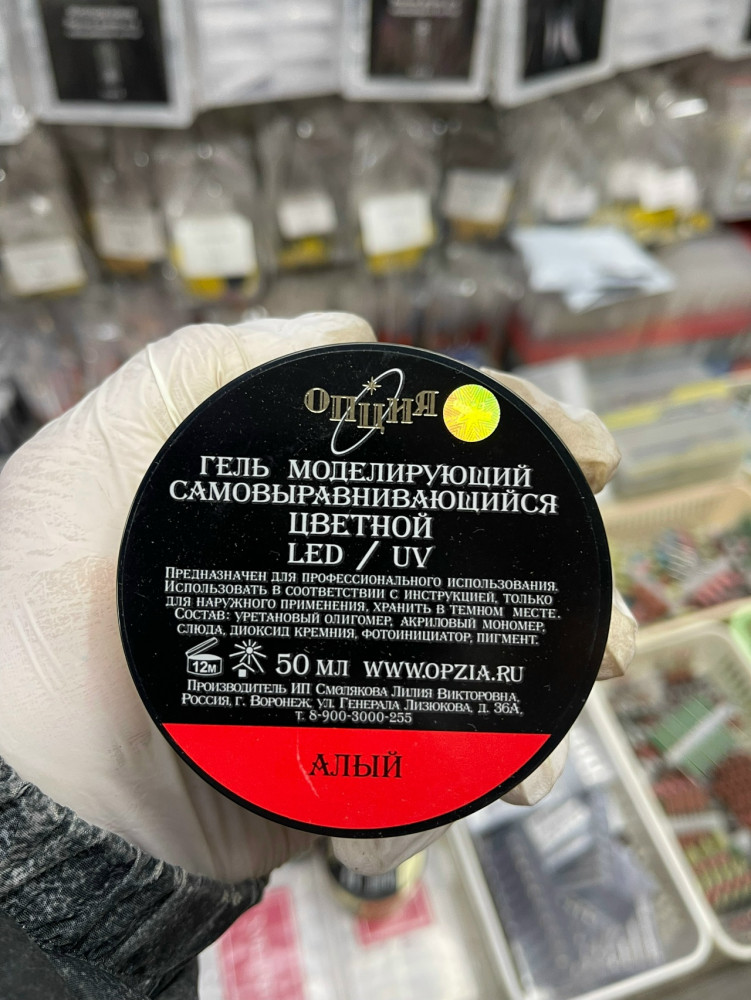 ОПЦИЯ
ГЕЛЬ МОДЕЛИРУЮЩИЙ
САМОВЫРАВНИВАЮЩИЙСЯ
ЦВЕТНОЙ
LED / UV
ПРЕДНАЗНАЧЕН ДЛЯ ПРОФЕССИОНАЛЬНОГО ИСПОЛЬЗОВАНИЯ.
ИСПОЛЬЗОВАТЬ В СООТВЕТСТВИИ С ИНСТРУКЦИЕЙ, ТОЛЬКО
ДЛЯ НАРУЖНОГО ПРИМЕНЕНИЯ, ХРАНИТЬ В ТЕМНОМ МЕСТЕ.
СОСТАВ: УРЕТАНОВЫЙ ОЛИГОМЕР, АКРИЛОВЫЙ МОНОМЕР,
СЛЮДА, ДИОКСИД КРЕМНИЯ, ФОТОИНИЦИАТОР, ПИГМЕНТ.
12М 50 МЛ WWW.OPZIA.RU
ПРОИЗВОДИТЕЛЬ ИП СМОЛЯКОВА ЛИЛИЯ ВИКТОРОВНА.
РОССИЯ, Г. ВОРОНЕЖ, УЛ. ГЕНЕРАЛА ЛИЗЮКОВА, Д. 36А,
Т. 8-900-3000-255
АЛЫЙ